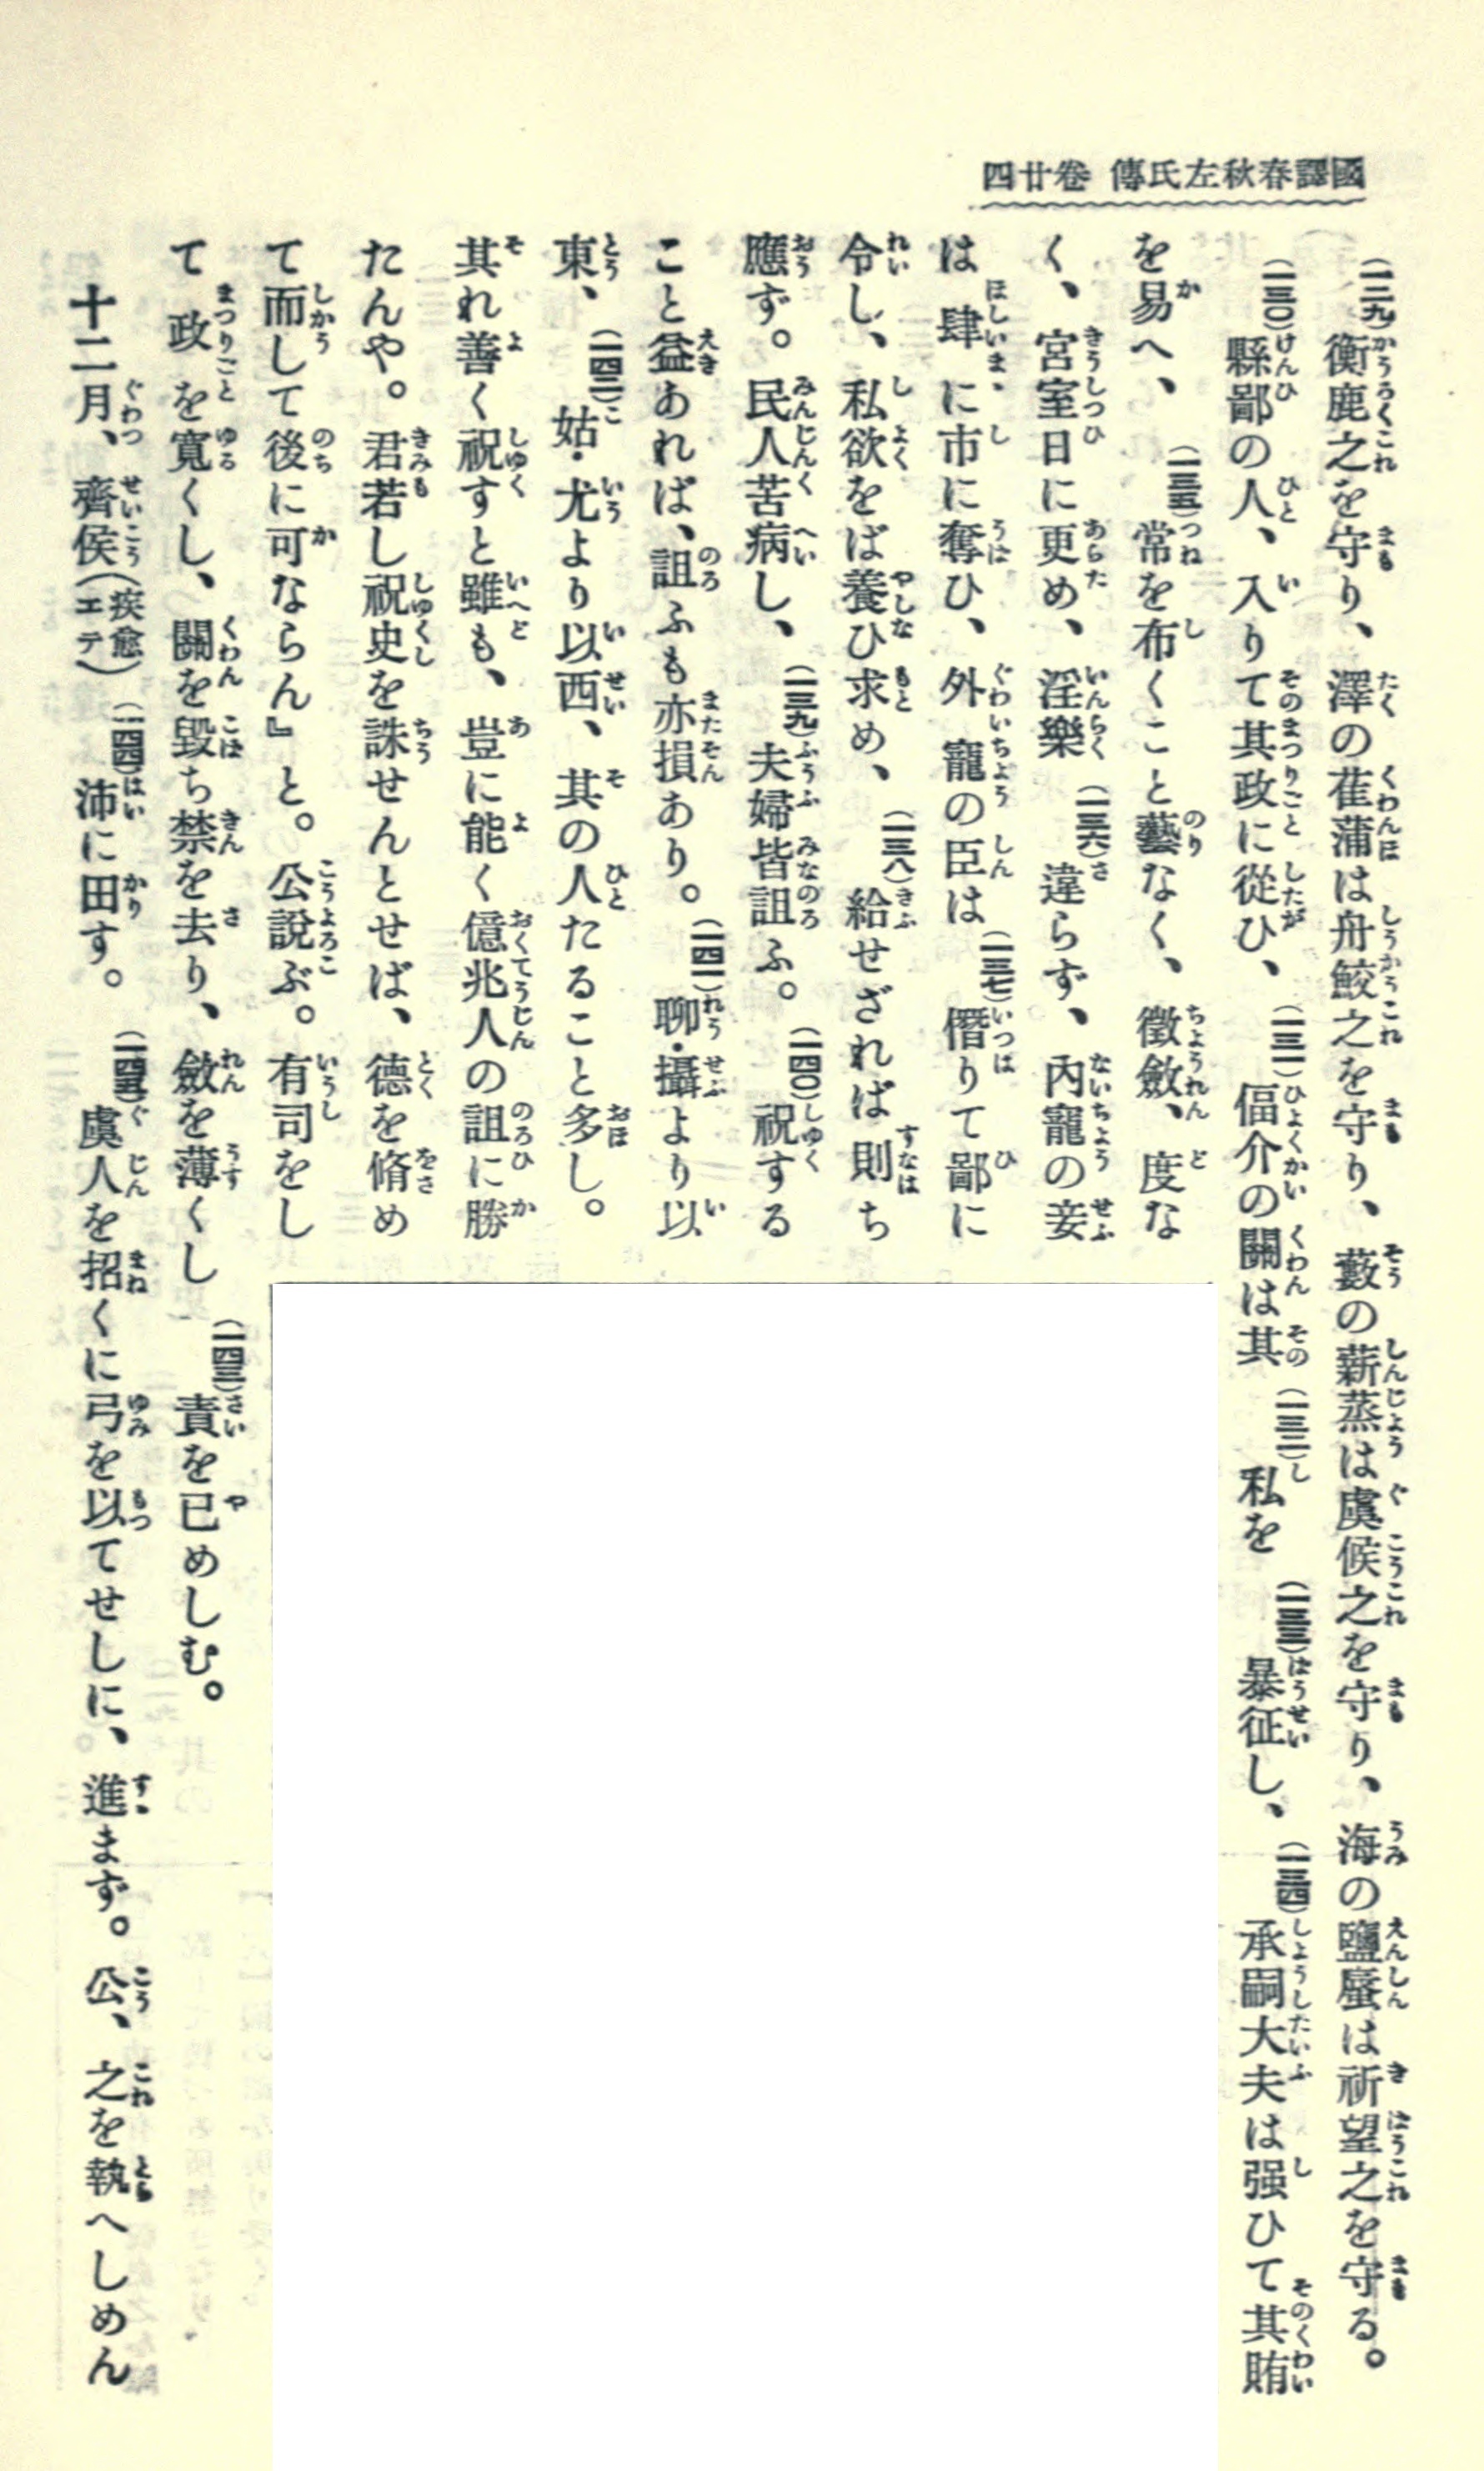 國譯春秋左氏傳 卷廿四
(一二九)衡鹿之を守り、澤の萑蒲は舟鮫之を守り、藪の薪蒸は虞候之を守り、海の鹽蜃は祈望之を守る。
(一三〇)縣鄙の人、入りて其政に從ひ、(一三一)偪介の關は其(一三二)私を(一三三)暴征し、(一三四)承嗣大夫は强ひて其賄
を易へ、(一三五)常を布くこと藝なく、徵斂、度な
く、宮室日に更め、淫樂(一三六)違らず、內寵の妾
は肆に市に奪ひ、外寵の臣は(一三七)僭りて鄙に
令し、私欲をば養ひ求め、(一三八)給せざれば則ち
應ず。民人苦病し、(一三九)夫婦皆詛ふ。(一四〇)祝する
こと益あれば、詛ふも亦損あり。(一四一)聊・攝より以
東、(一四二)姑・尤より以西、其の人たること多し。
其れ善く祝すと雖も、豈に能く億兆人の詛に勝
たんや。君若し祝史を誅せんとせば、德を脩め
て而して後に可ならん』と。公說ぶ。有司をし
て政を寬くし、關を毀ち禁を去り、斂を薄くし(一四三)責を已めしむ。
十二月、齊侯(疾愈エテ)(一四四)沛に田す。(一四五)虞人を招くに弓を以てせしに、進まず。公、之を執へしめん